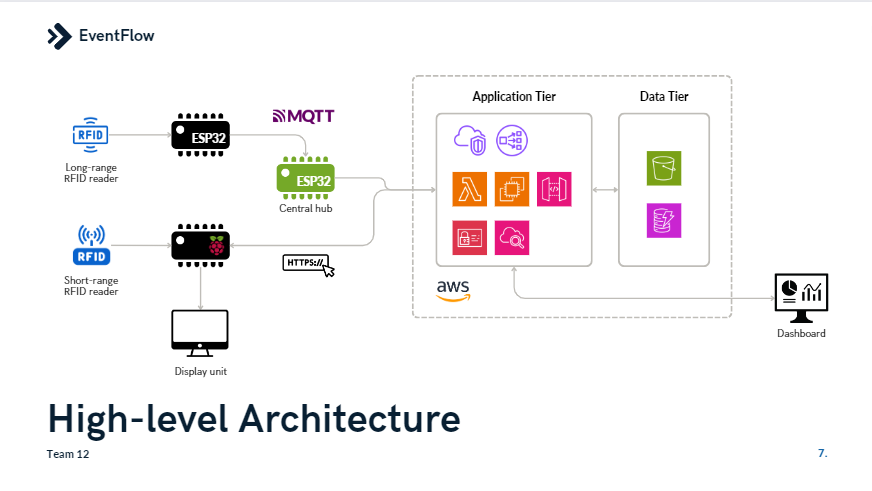 EventFlow
Application Tier
Data Tier
MQTT
RFID
ESP32
Long-range
RFID reader
ESP32
Central hub
RFID
HTTPS://
Short-range
RFID reader
aws
Dashboard
Display unit
High-level Architecture
Team 12
7.